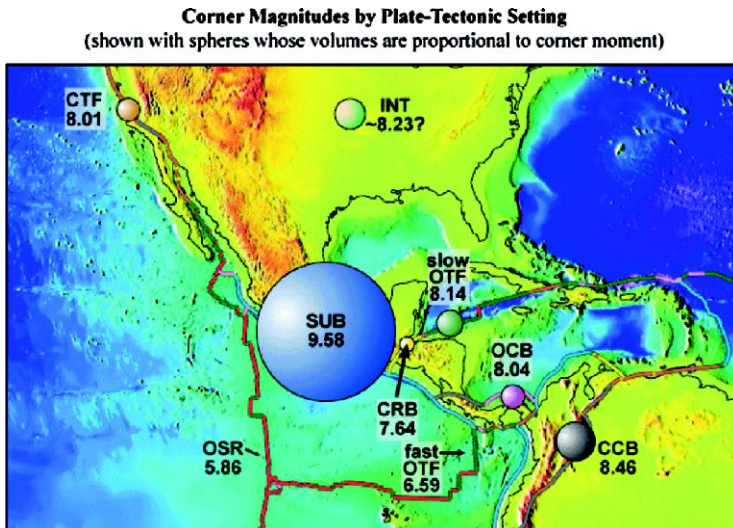 Corner Magnitudes by Plate-Tectonic Setting
(shown with spheres whose volumes are proportional to corner moment)
CTF
8.01
INT
~8.23?
slow
OTF
8.14
SUB
9.58
OCB
8.04
CRB
7.64
OSR
5.86
fast
OTF
6.59
CCB
8.46